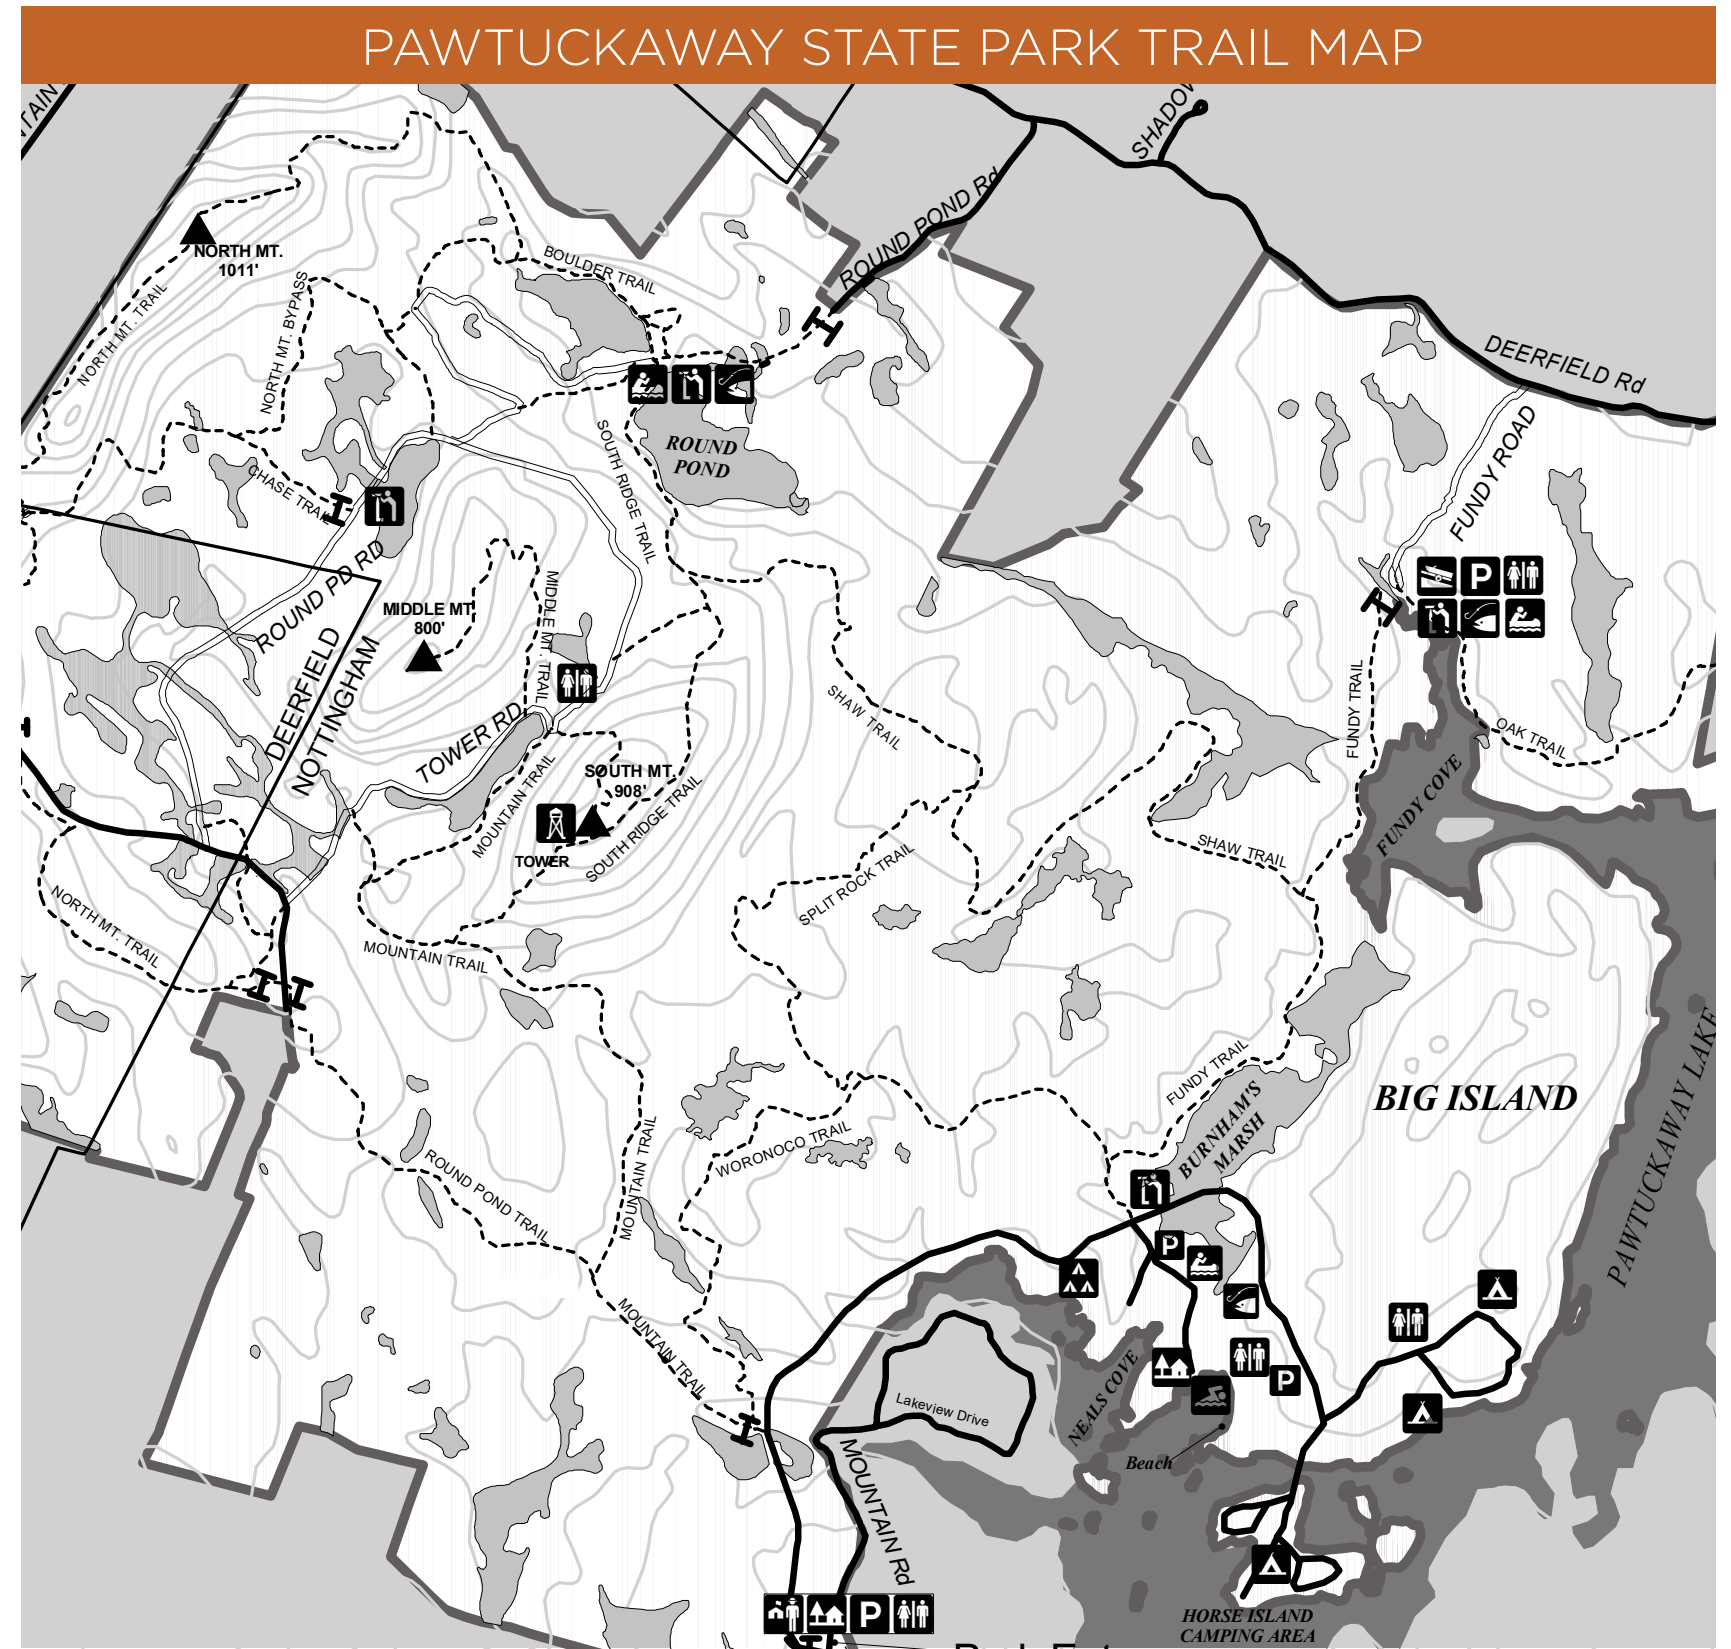 PAWTUCKAWAY STATE PARK TRAIL MAP
ROUND POND Rd
DEERFIELD Rd
NORTH MT.
1011'
NORTH MT. TRAIL
NORTH MT. BYPASS
BOULDER TRAIL
FUNDY ROAD
ROUND
POND
SOUTH RIDGE TRAIL
CHASE TRAIL
ROUND PD RD
MIDDLE MT.
800'
MIDDLE MT. TRAIL
DEERFIELD
NOTTINGHAM
TOWER RD
SOUTH MT.
908'
TOWER
MOUNTAIN TRAIL
SOUTH RIDGE TRAIL
SHAW TRAIL
FUNDY TRAIL
OAK TRAIL
FUNDY COVE
SHAW TRAIL
SPLIT ROCK TRAIL
NORTH MT. TRAIL
MOUNTAIN TRAIL
FUNDY TRAIL
BIG ISLAND
PAWTUCKAWAY LAKE
BURNHAM'S
MARSH
WORONOCO TRAIL
MOUNTAIN TRAIL
ROUND POND TRAIL
P
P
P
P
MOUNTAIN TRAIL
NEALS COVE
Lakeview Drive
Beach
MOUNTAIN Rd
HORSE ISLAND
CAMPING AREA